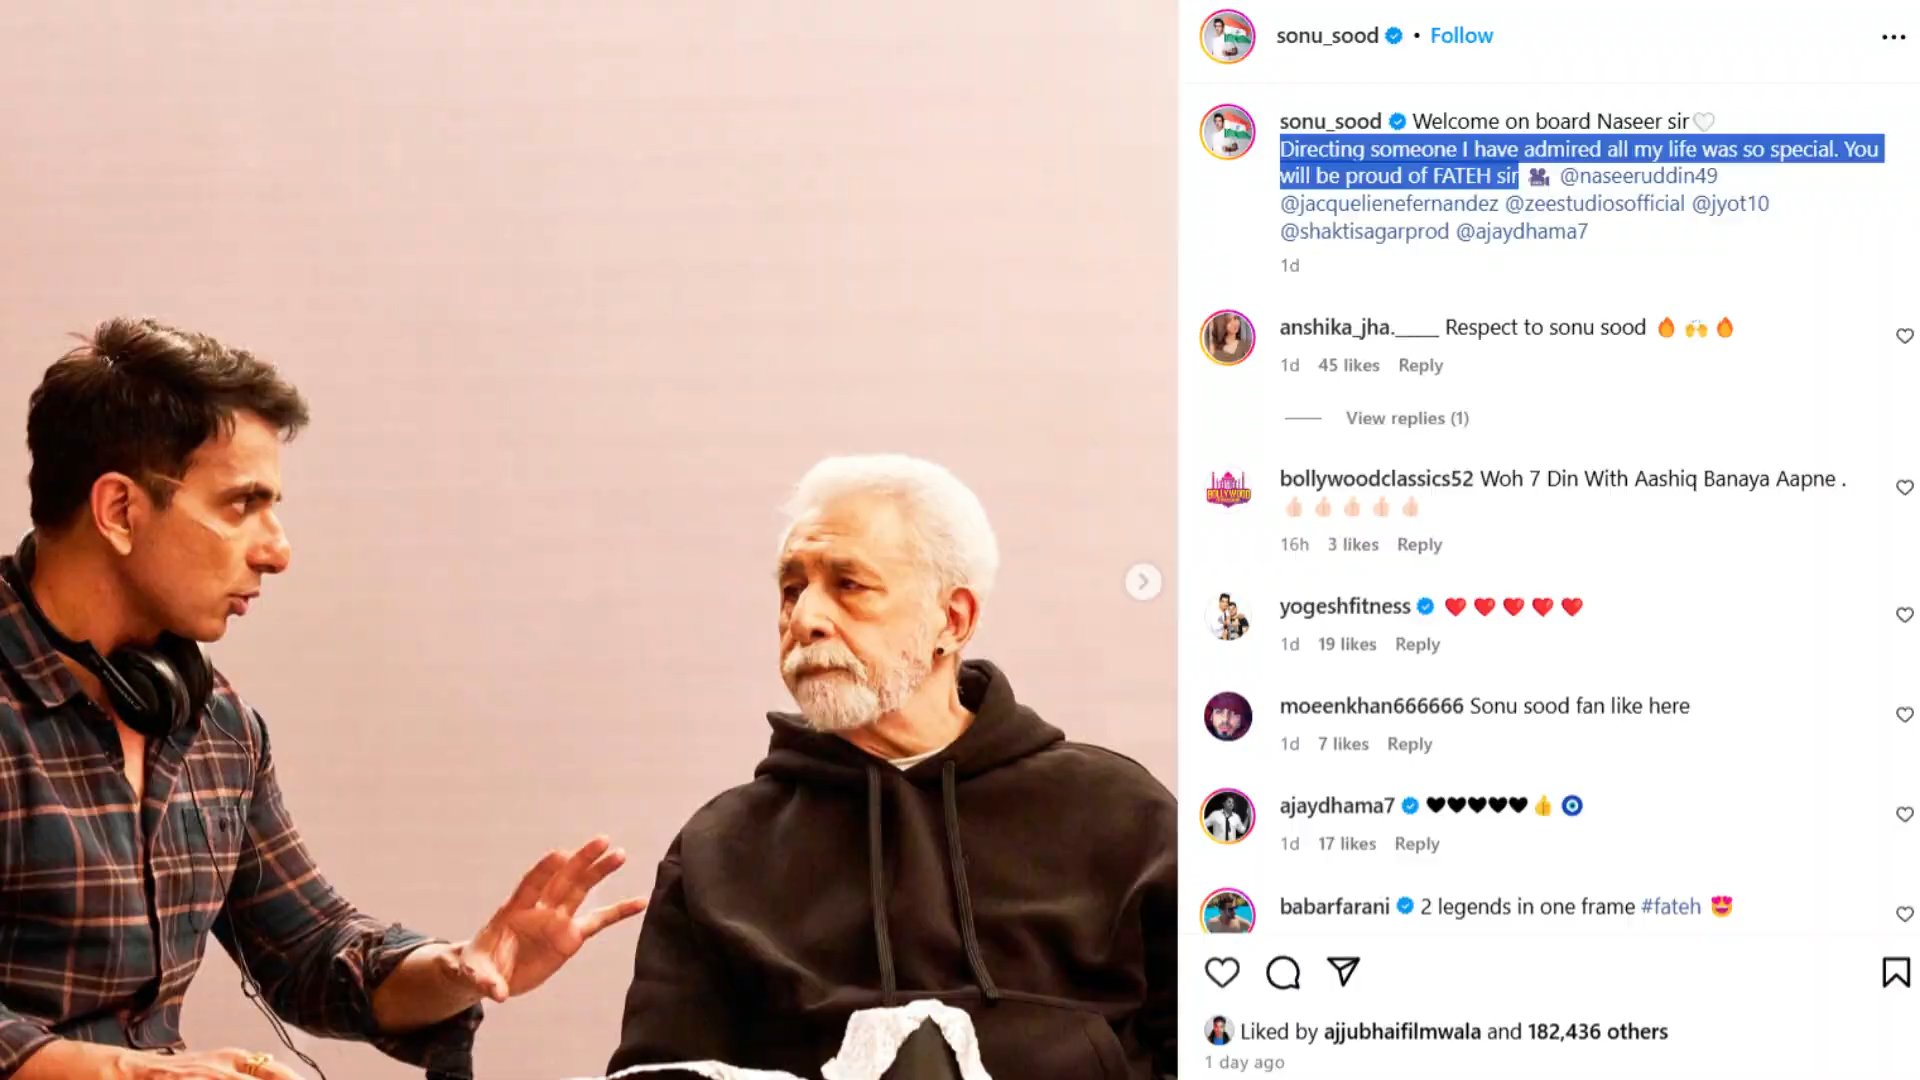 sonu_sood • Follow
sonu_sood Welcome on board Naseer sir🤍
Directing someone I have admired all my life was so special. You
will be proud of FATEH sir 🎥 @naseeruddin49
@jacquelienefernandez @zeestudiosofficial @jyot10
@shaktisagarprod @ajaydhama7
1d
anshika_jha._____ Respect to sonu sood 🔥 🙌 🔥
1d 45 likes Reply
View replies (1)
bollywoodclassics52 Woh 7 Din With Aashiq Banaya Aapne .
👍🏻 👍🏻 👍🏻 👍🏻 👍🏻
16h 3 likes Reply
yogeshfitness ❤️ ❤️ ❤️ ❤️ ❤️
1d 19 likes Reply
moeenkhan666666 Sonu sood fan like here
1d 7 likes Reply
ajaydhama7 🖤🖤🖤🖤🖤👍 🧿
1d 17 likes Reply
babarfarani 2 legends in one frame #fateh 😍
Liked by ajjubhaifilmwala and 182,436 others
1 day ago